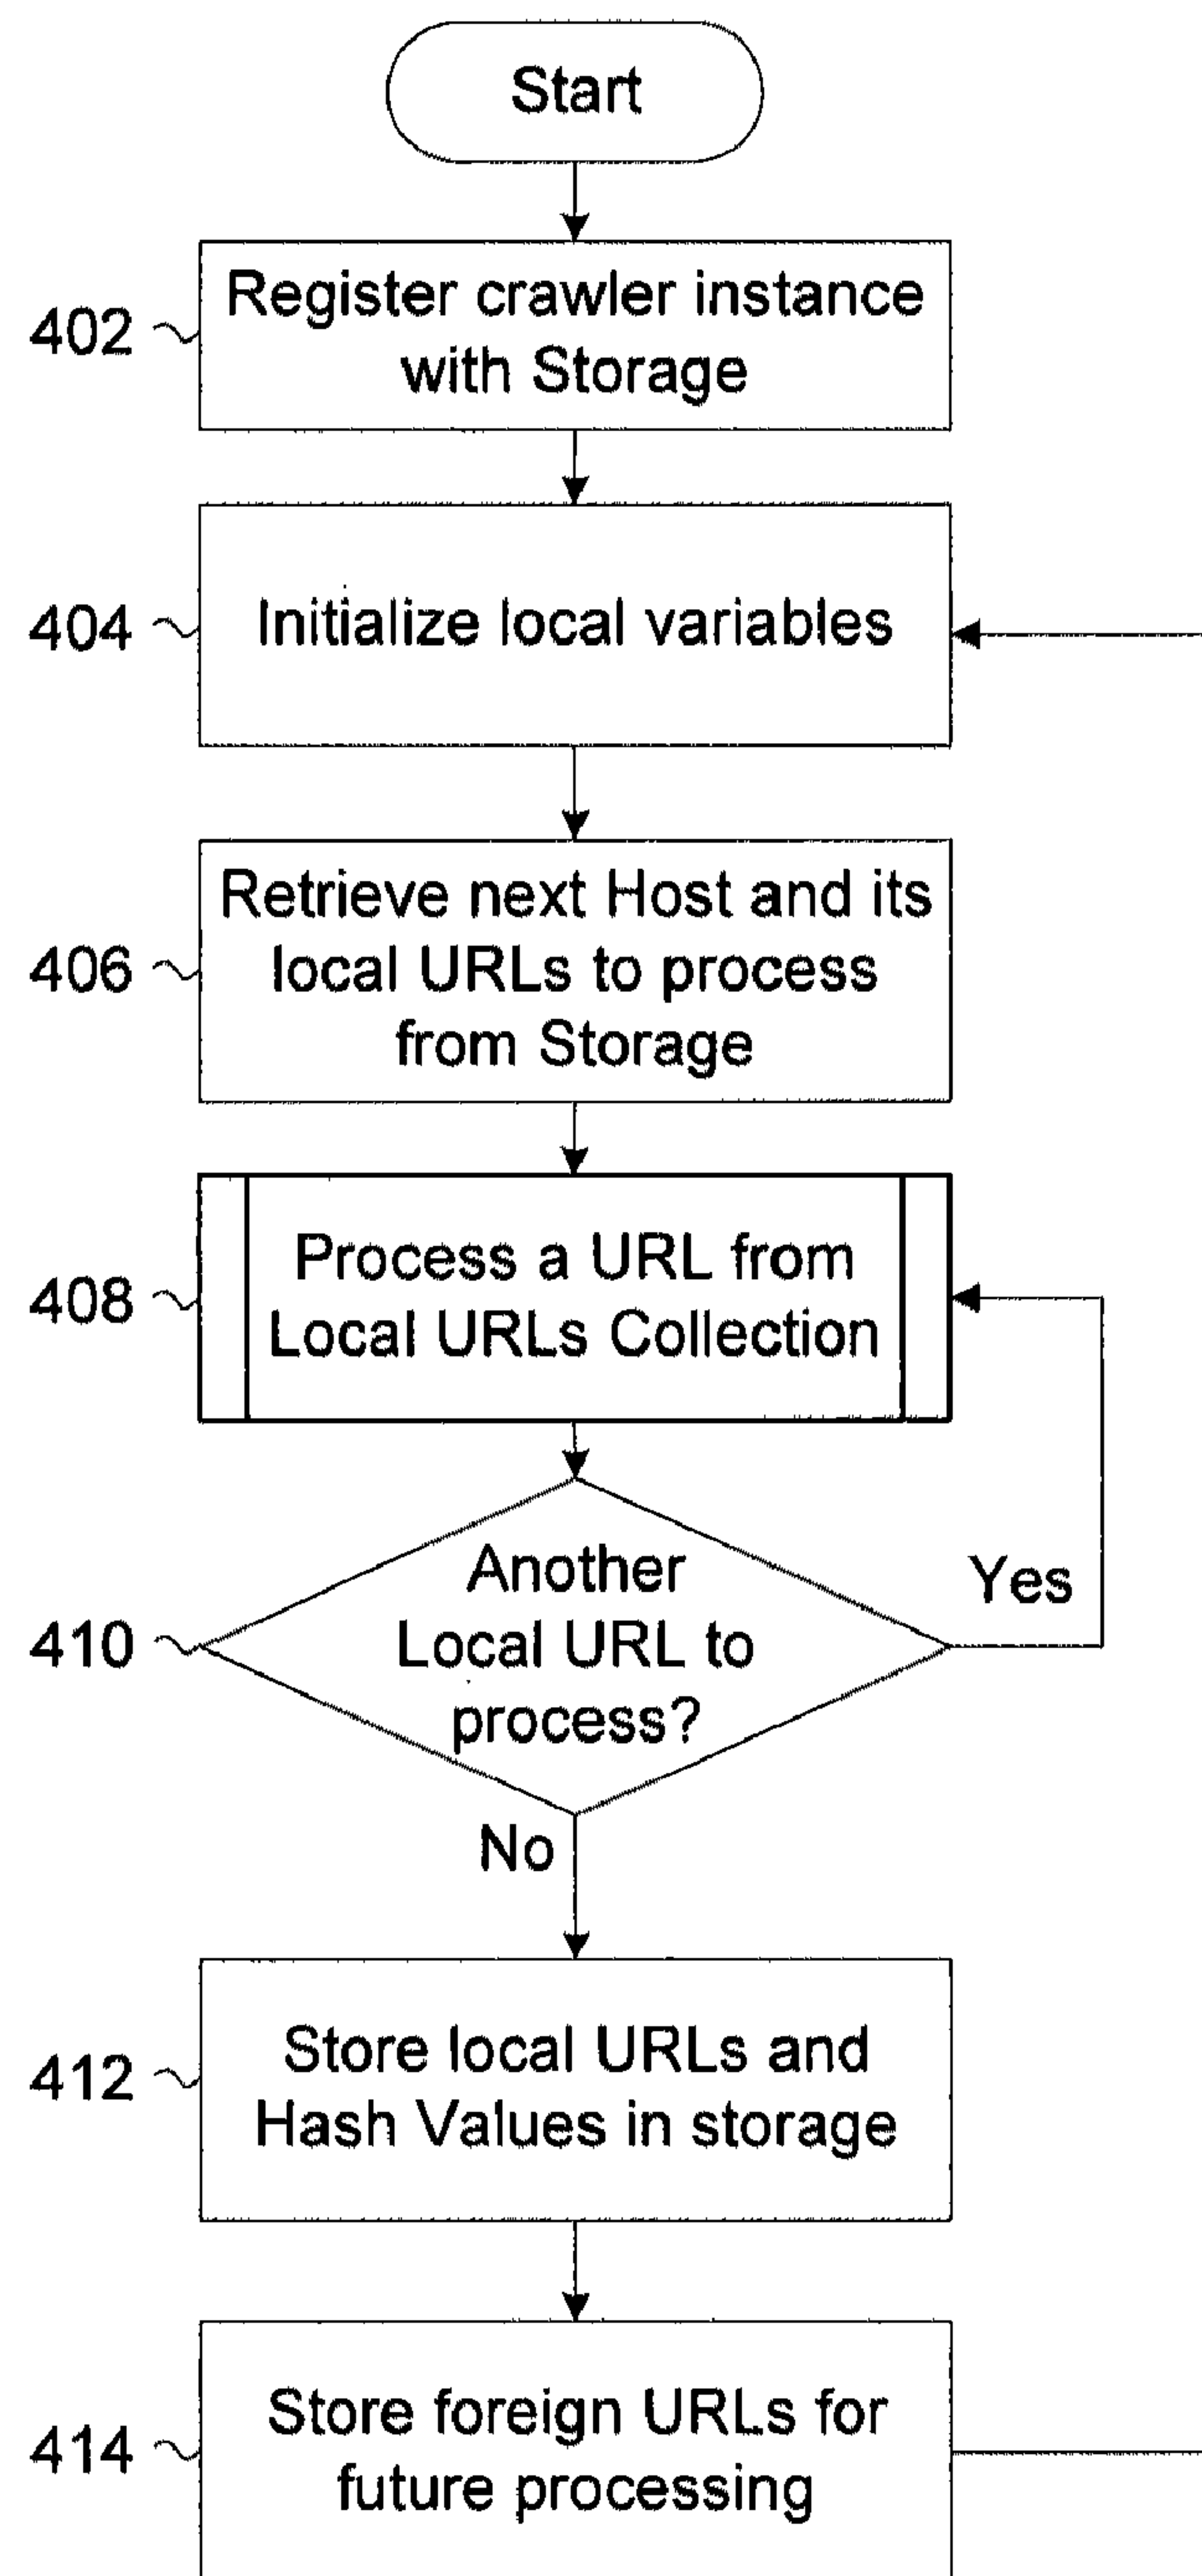 Start
402
Register crawler instance
with Storage
404
Initialize local variables
406
Retrieve next Host and its
local URLs to process
from Storage
408
Process a URL from
Local URLs Collection
410
Another
Local URL to
process?
Yes
No
412
Store local URLs and
Hash Values in storage
414
Store foreign URLs for
future processing